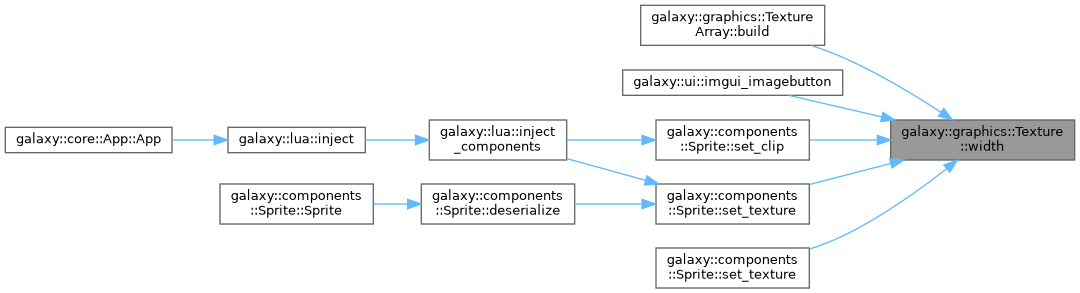 galaxy::graphics::Texture
Array::build
galaxy::ui::imgui_imagebutton
galaxy::core::App::App
galaxy::lua::inject
galaxy::lua::inject
_components
galaxy::components
::Sprite::set_clip
galaxy::graphics::Texture
::width
galaxy::components
::Sprite::Sprite
galaxy::components
::Sprite::deserialize
galaxy::components
::Sprite::set_texture
galaxy::components
::Sprite::set_texture